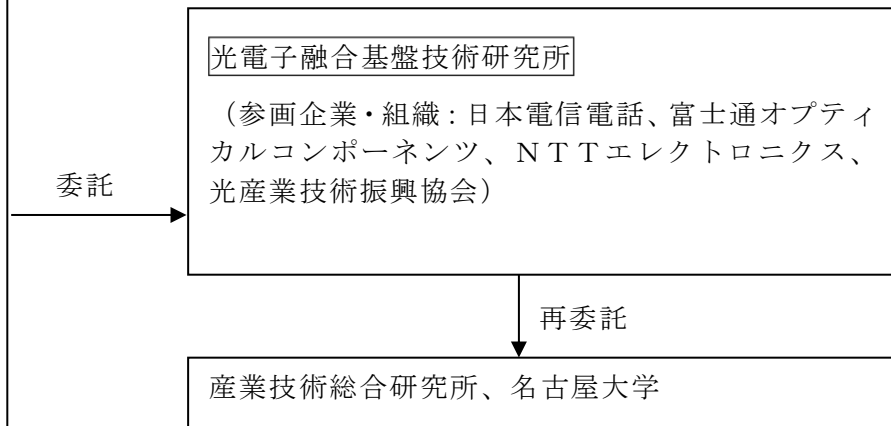 光電子融合基盤技術研究所
（参画企業・組織：日本電信電話、富士通オプティ
カルコンポーネンツ、ＮＴＴエレクトロニクス、
光産業技術振興協会）
委託
再委託
産業技術総合研究所、名古屋大学